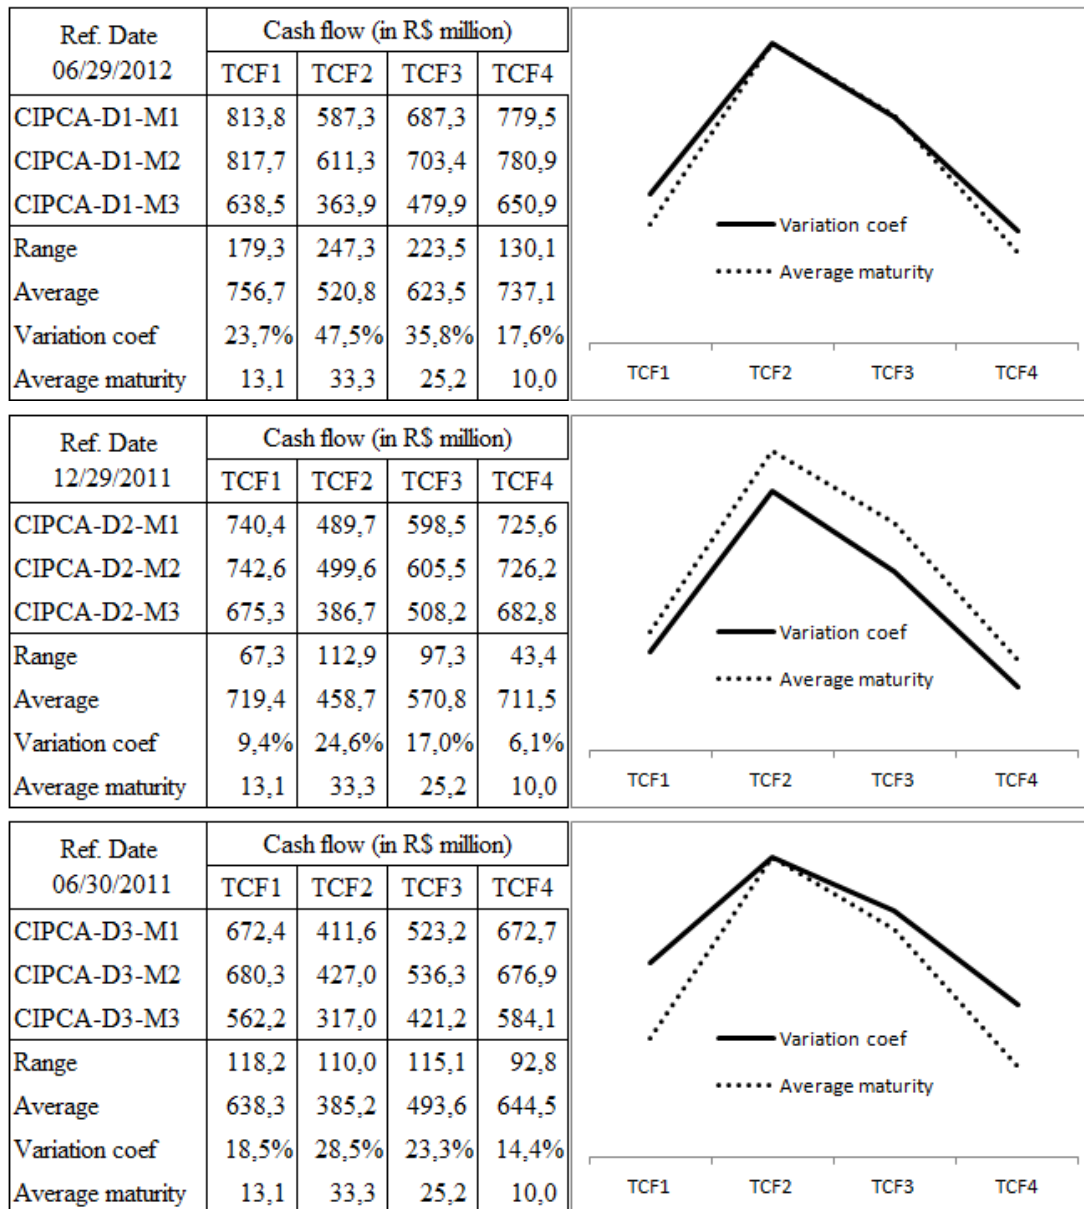 Ref. Date
06/29/2012
Cash flow (in R$ million)
TCF1 TCF2 TCF3 TCF4
CIPCA-D1-M1 813,8 587,3 687,3 779,5
CIPCA-D1-M2 817,7 611,3 703,4 780,9
CIPCA-D1-M3 638,5 363,9 479,9 650,9
Range 179,3 247,3 223,5 130,1
Average 756,7 520,8 623,5 737,1
Variation coef 23,7% 47,5% 35,8% 17,6%
Average maturity 13,1 33,3 25,2 10,0
Variation coef
Average maturity
TCF1 TCF2 TCF3 TCF4
Ref. Date
12/29/2011
Cash flow (in R$ million)
TCF1 TCF2 TCF3 TCF4
CIPCA-D2-M1 740,4 489,7 598,5 725,6
CIPCA-D2-M2 742,6 499,6 605,5 726,2
CIPCA-D2-M3 675,3 386,7 508,2 682,8
Range 67,3 112,9 97,3 43,4
Average 719,4 458,7 570,8 711,5
Variation coef 9,4% 24,6% 17,0% 6,1%
Average maturity 13,1 33,3 25,2 10,0
Variation coef
Average maturity
TCF1 TCF2 TCF3 TCF4
Ref. Date
06/30/2011
Cash flow (in R$ million)
TCF1 TCF2 TCF3 TCF4
CIPCA-D3-M1 672,4 411,6 523,2 672,7
CIPCA-D3-M2 680,3 427,0 536,3 676,9
CIPCA-D3-M3 562,2 317,0 421,2 584,1
Range 118,2 110,0 115,1 92,8
Average 638,3 385,2 493,6 644,5
Variation coef 18,5% 28,5% 23,3% 14,4%
Average maturity 13,1 33,3 25,2 10,0
Variation coef
Average maturity
TCF1 TCF2 TCF3 TCF4